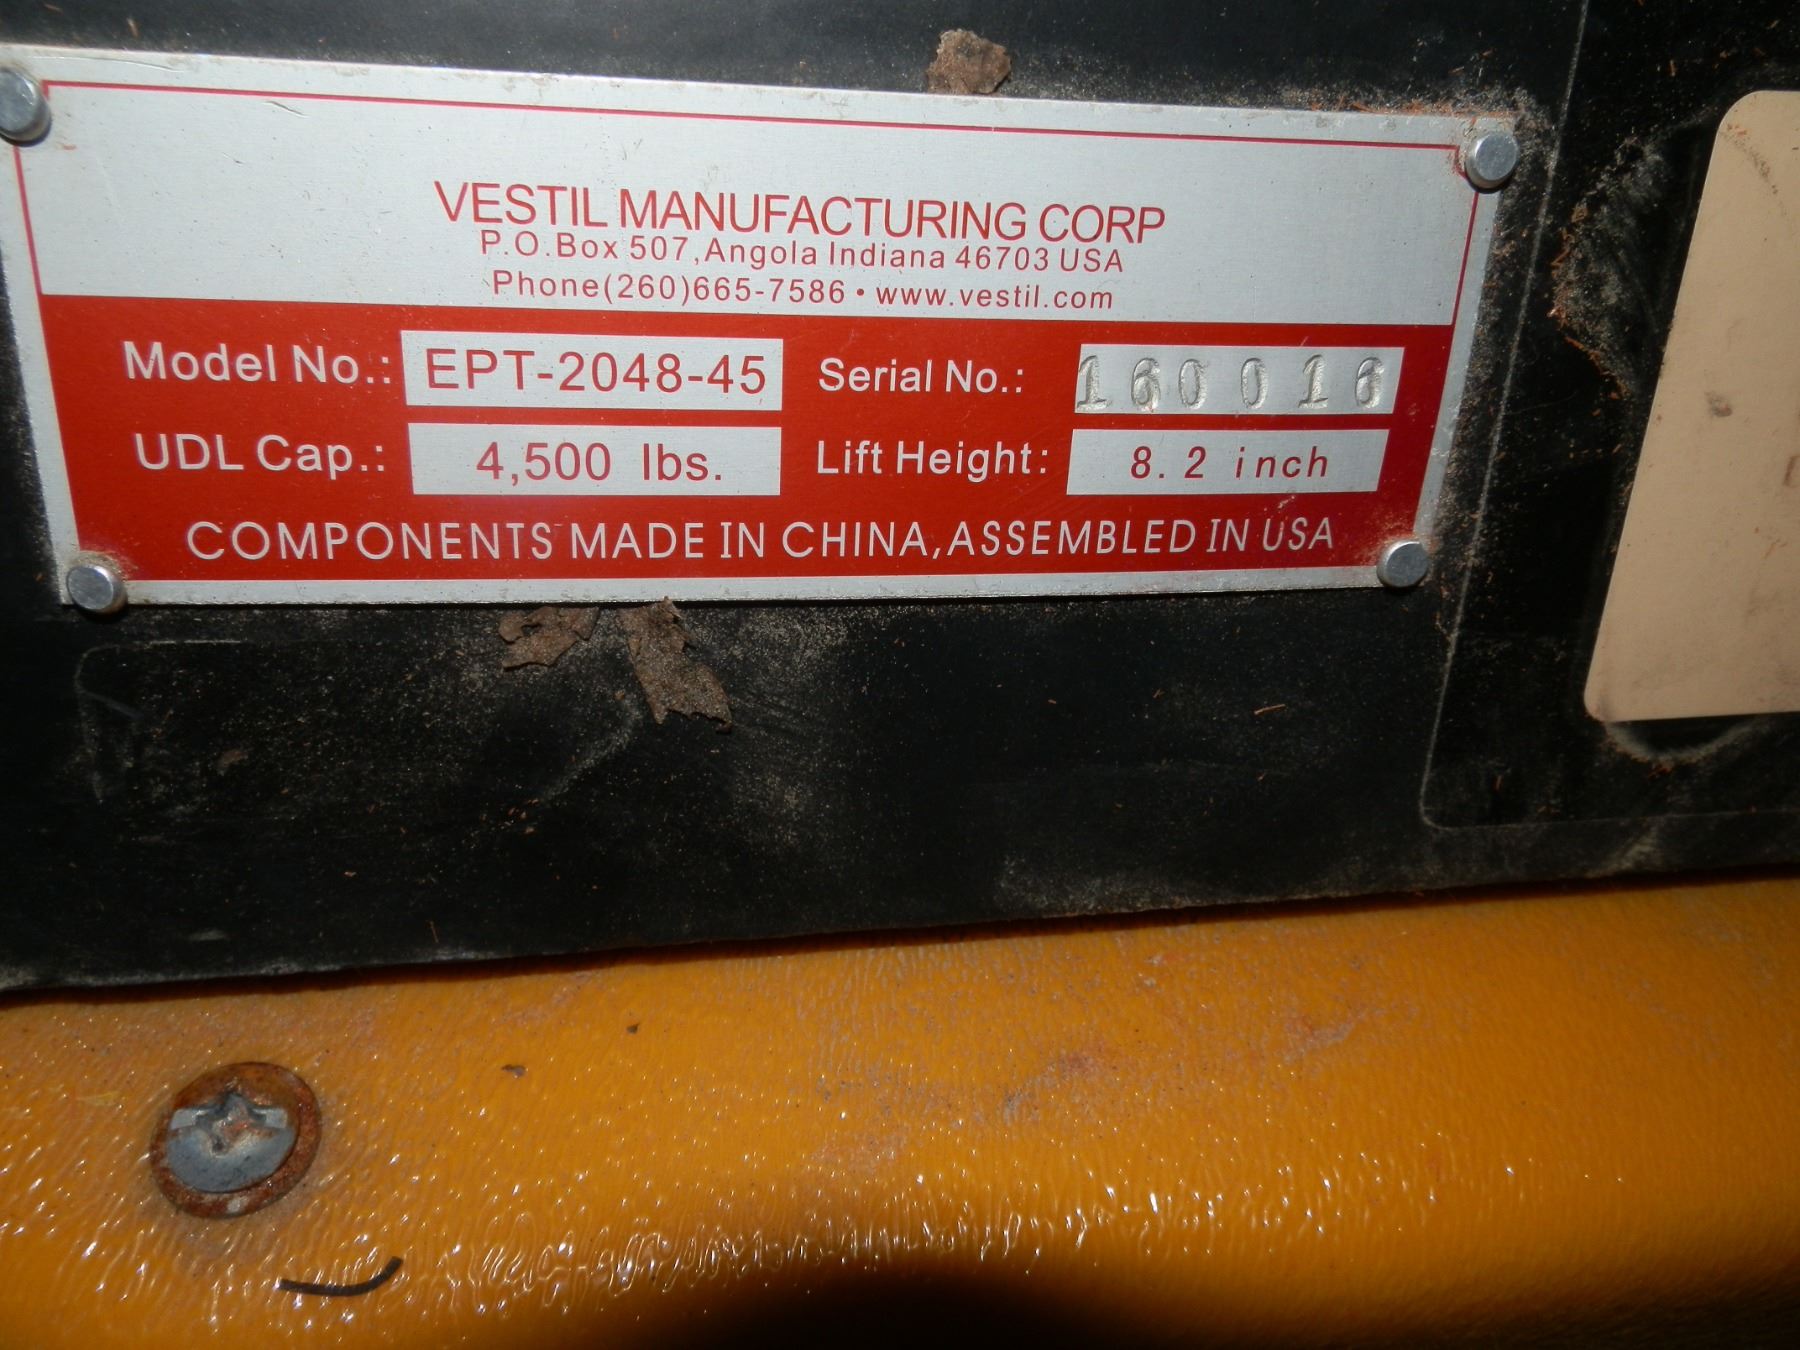 VESTIL MANUFACTURING CORP
P.O.Box 507, Angola Indiana 46703 USA
Phone(260)665-7586 • www.vestil.com
Model No.: EPT-2048-45 Serial No.: 160016
UDL Cap.: 4,500 lbs. Lift Height: 8.2 inch
COMPONENTS MADE IN CHINA, ASSEMBLED IN USA